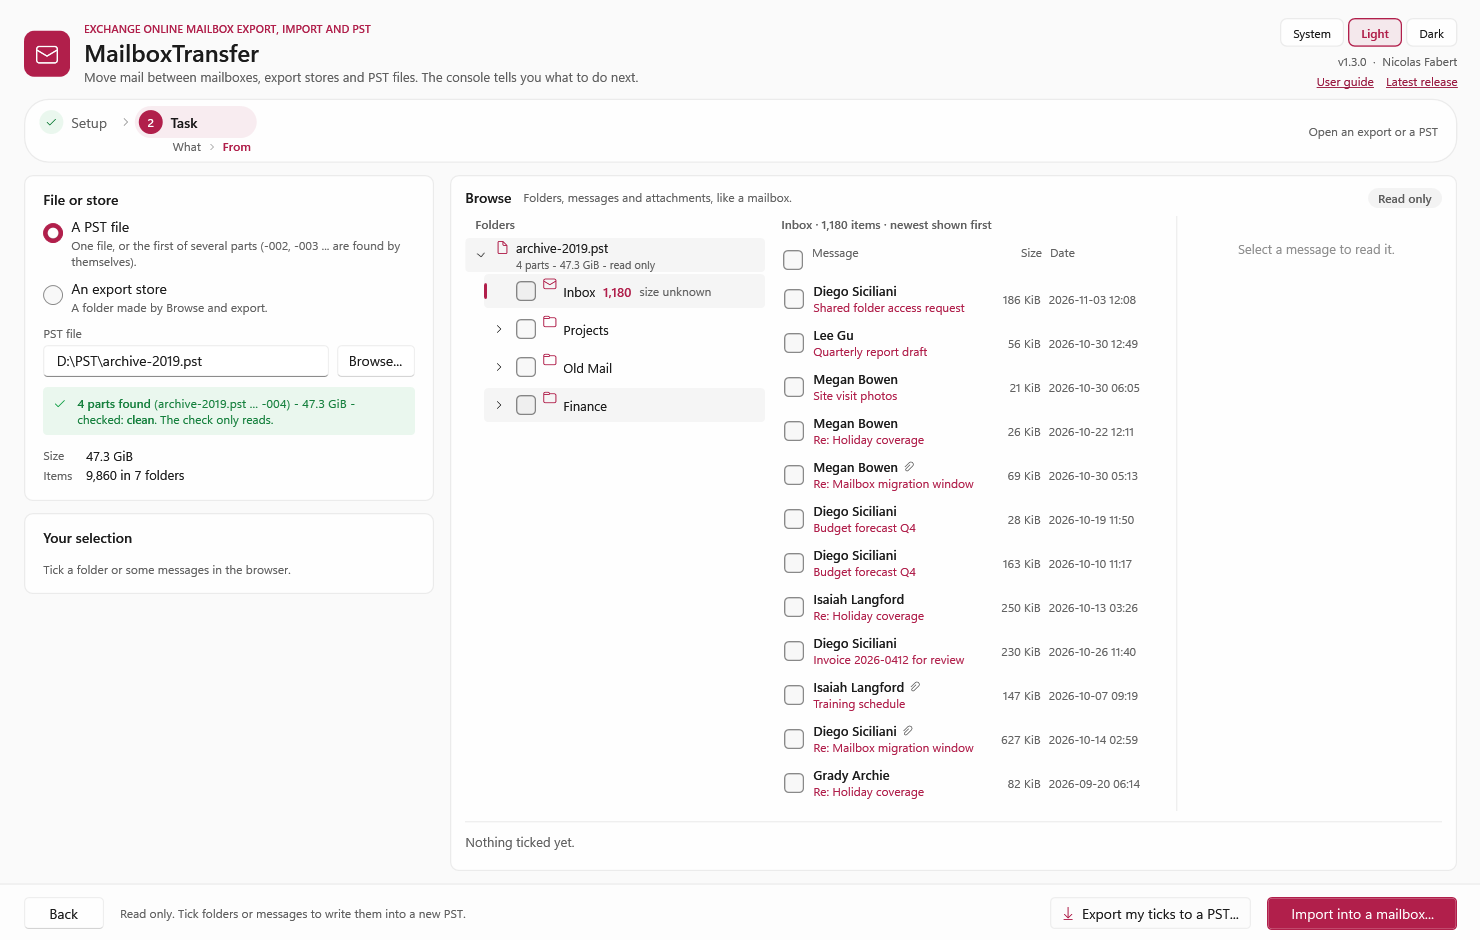 EXCHANGE ONLINE MAILBOX EXPORT, IMPORT AND PST
MailboxTransfer
Move mail between mailboxes, export stores and PST files. The console tells you what to do next.
System
Light
Dark
v1.3.0 · Nicolas Fabert
User guide
Latest release
Setup
2 Task
What
From
Open an export or a PST
File or store
A PST file
One file, or the first of several parts (-002, -003 ... are found by
themselves).
An export store
A folder made by Browse and export.
PST file
D:\PST\archive-2019.pst
Browse...
4 parts found (archive-2019.pst ... -004) - 47.3 GiB -
checked: clean. The check only reads.
Size 47.3 GiB
Items 9,860 in 7 folders
Your selection
Tick a folder or some messages in the browser.
Browse Folders, messages and attachments, like a mailbox.
Read only
Folders
archive-2019.pst
4 parts - 47.3 GiB - read only
Inbox 1,180 size unknown
Projects
Old Mail
Finance
Inbox · 1,180 items · newest shown first
Message Size Date
Diego Siciliani
Shared folder access request
186 KiB 2026-11-03 12:08
Lee Gu
Quarterly report draft
56 KiB 2026-10-30 12:49
Megan Bowen
Site visit photos
21 KiB 2026-10-30 06:05
Megan Bowen
Re: Holiday coverage
26 KiB 2026-10-22 12:11
Megan Bowen
Re: Mailbox migration window
69 KiB 2026-10-30 05:13
Diego Siciliani
Budget forecast Q4
28 KiB 2026-10-19 11:50
Diego Siciliani
Budget forecast Q4
163 KiB 2026-10-10 11:17
Isaiah Langford
Re: Holiday coverage
250 KiB 2026-10-13 03:26
Diego Siciliani
Invoice 2026-0412 for review
230 KiB 2026-10-26 11:40
Isaiah Langford
Training schedule
147 KiB 2026-10-07 09:19
Diego Siciliani
Re: Mailbox migration window
627 KiB 2026-10-14 02:59
Grady Archie
Re: Holiday coverage
82 KiB 2026-09-20 06:14
Select a message to read it.
Nothing ticked yet.
Back
Read only. Tick folders or messages to write them into a new PST.
Export my ticks to a PST...
Import into a mailbox...